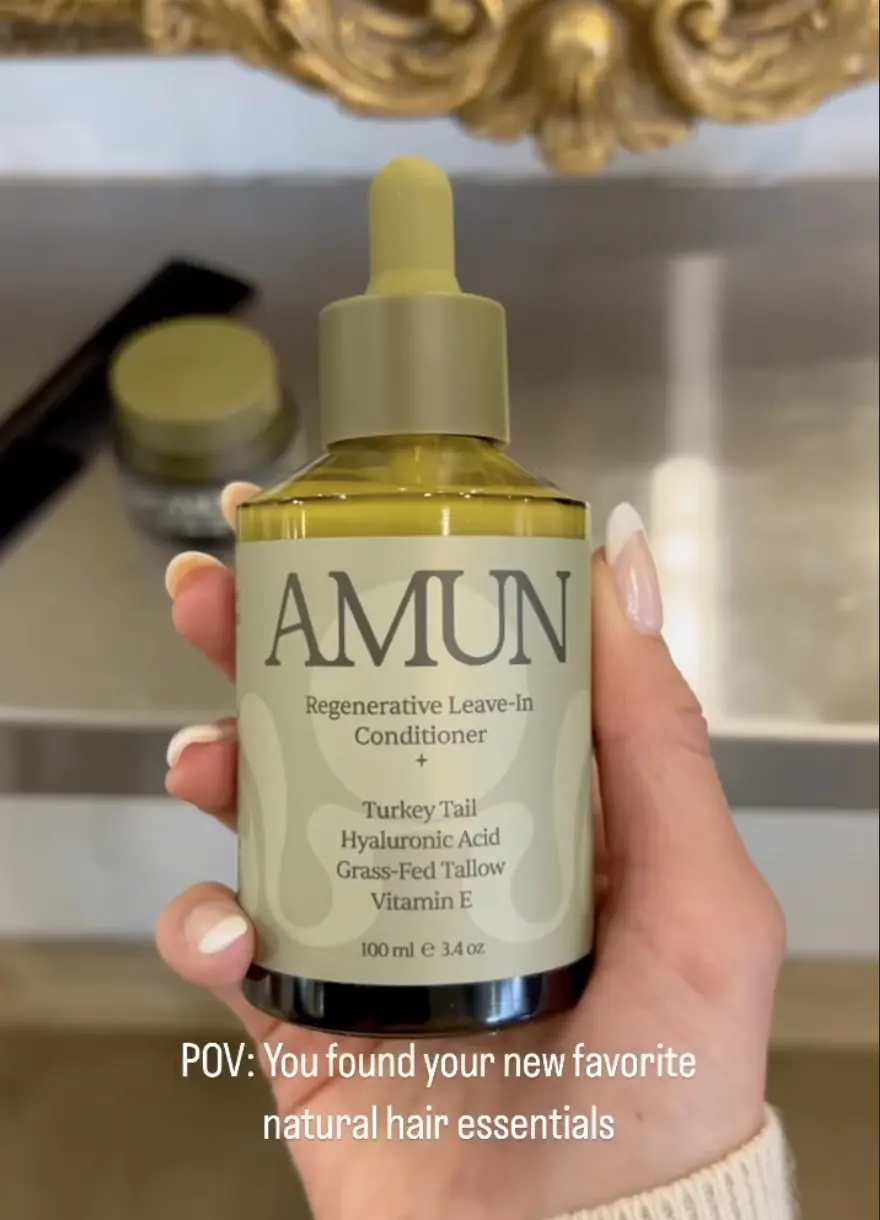 AMUN
Regenerative Leave-In
Conditioner
Turkey Tail
Hyaluronic Acid
Grass-Fed Tallow
Vitamin E
100 ml ℮ 3.4 oz
POV: You found your new favorite
natural hair essentials